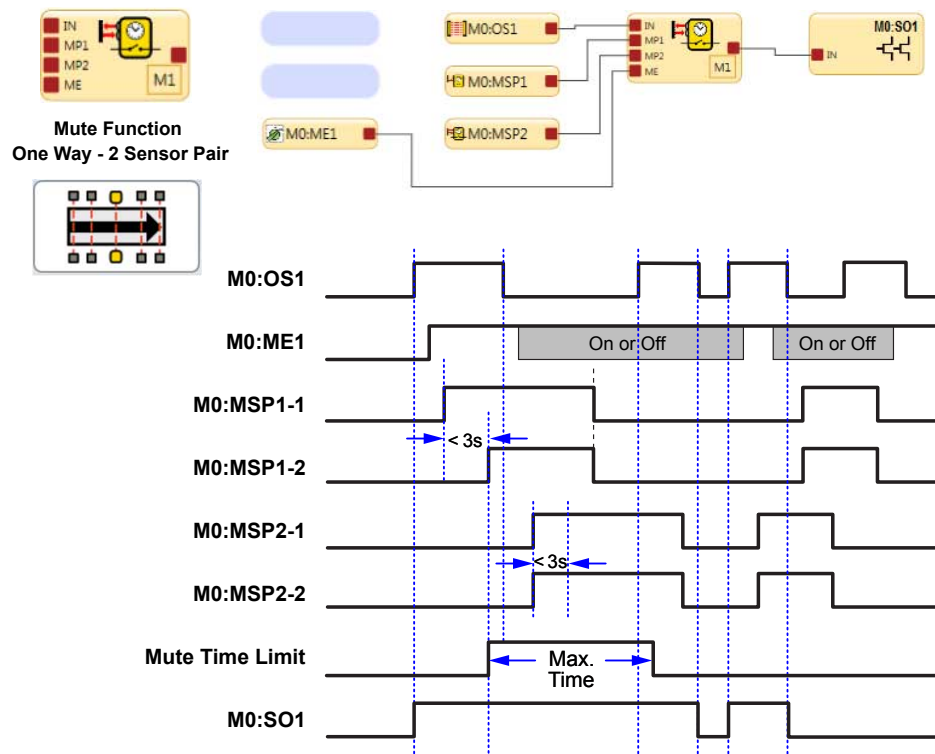 IN
MP1
MP2
ME
M1
Mute Function
One Way - 2 Sensor Pair
M0:ME1
M0:OS1
M0:MSP1
M0:MSP2
IN
MP1
MP2
ME
M1
M0:SO1
IN
M0:OS1
M0:ME1
On or Off
On or Off
M0:MSP1-1
< 3s
M0:MSP1-2
M0:MSP2-1
< 3s
M0:MSP2-2
Mute Time Limit
Max.
Time
M0:SO1